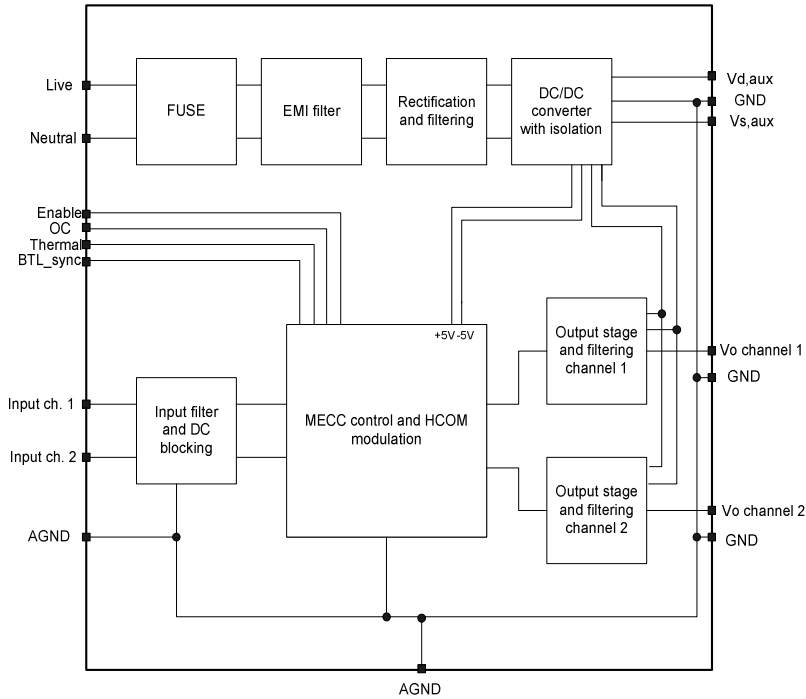 Live
Neutral
FUSE
EMI filter
Rectification
and filtering
DC/DC
converter
with isolation
Vd,aux
GND
Vs,aux
Enable
OC
Thermal
BTL_sync
+5V-5V
MECC control and HCOM
modulation
Output stage
and filtering
channel 1
Vo channel 1
GND
Input ch. 1
Input ch. 2
Input filter
and DC
blocking
Output stage
and filtering
channel 2
Vo channel 2
GND
AGND
AGND